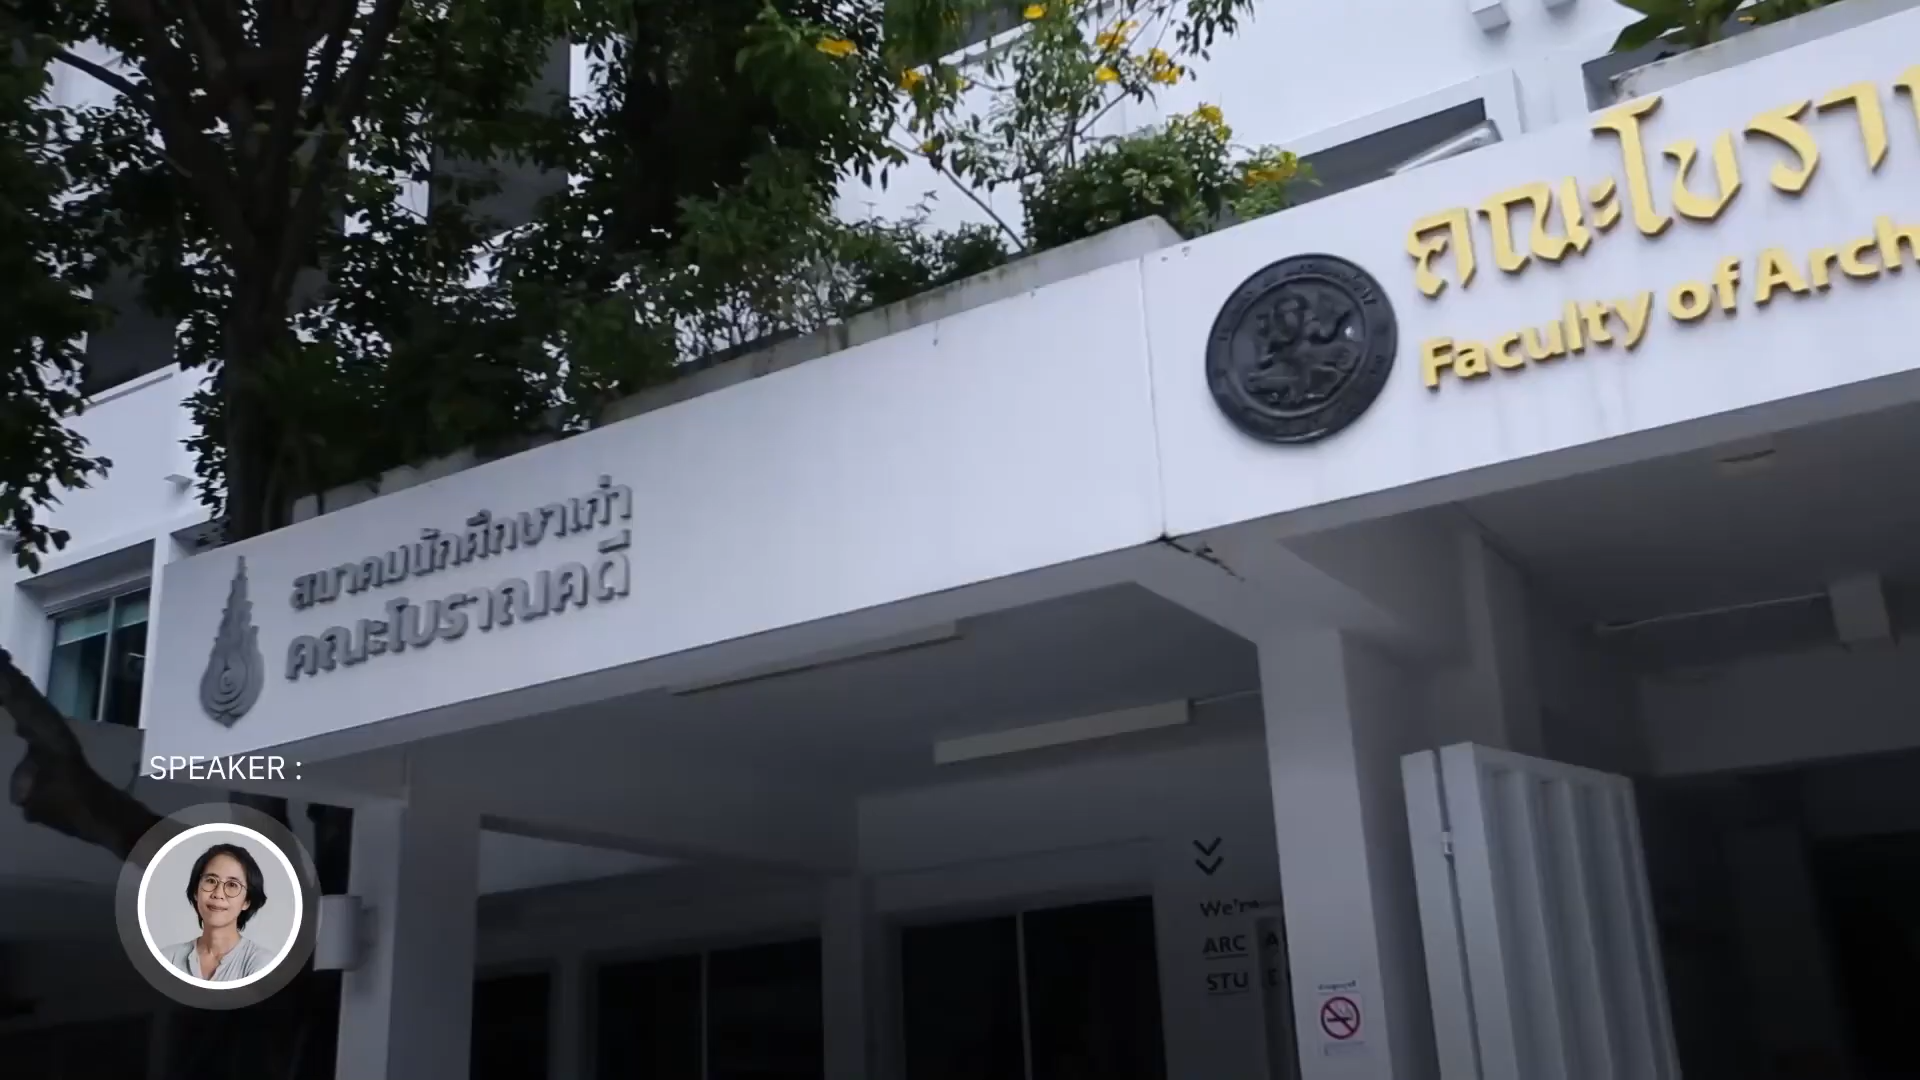 คณะโบรา
Faculty of Arch
สมาคมนักศึกษาเก่า
คณะโบราณคดี
SPEAKER :
We're
ARC
STU